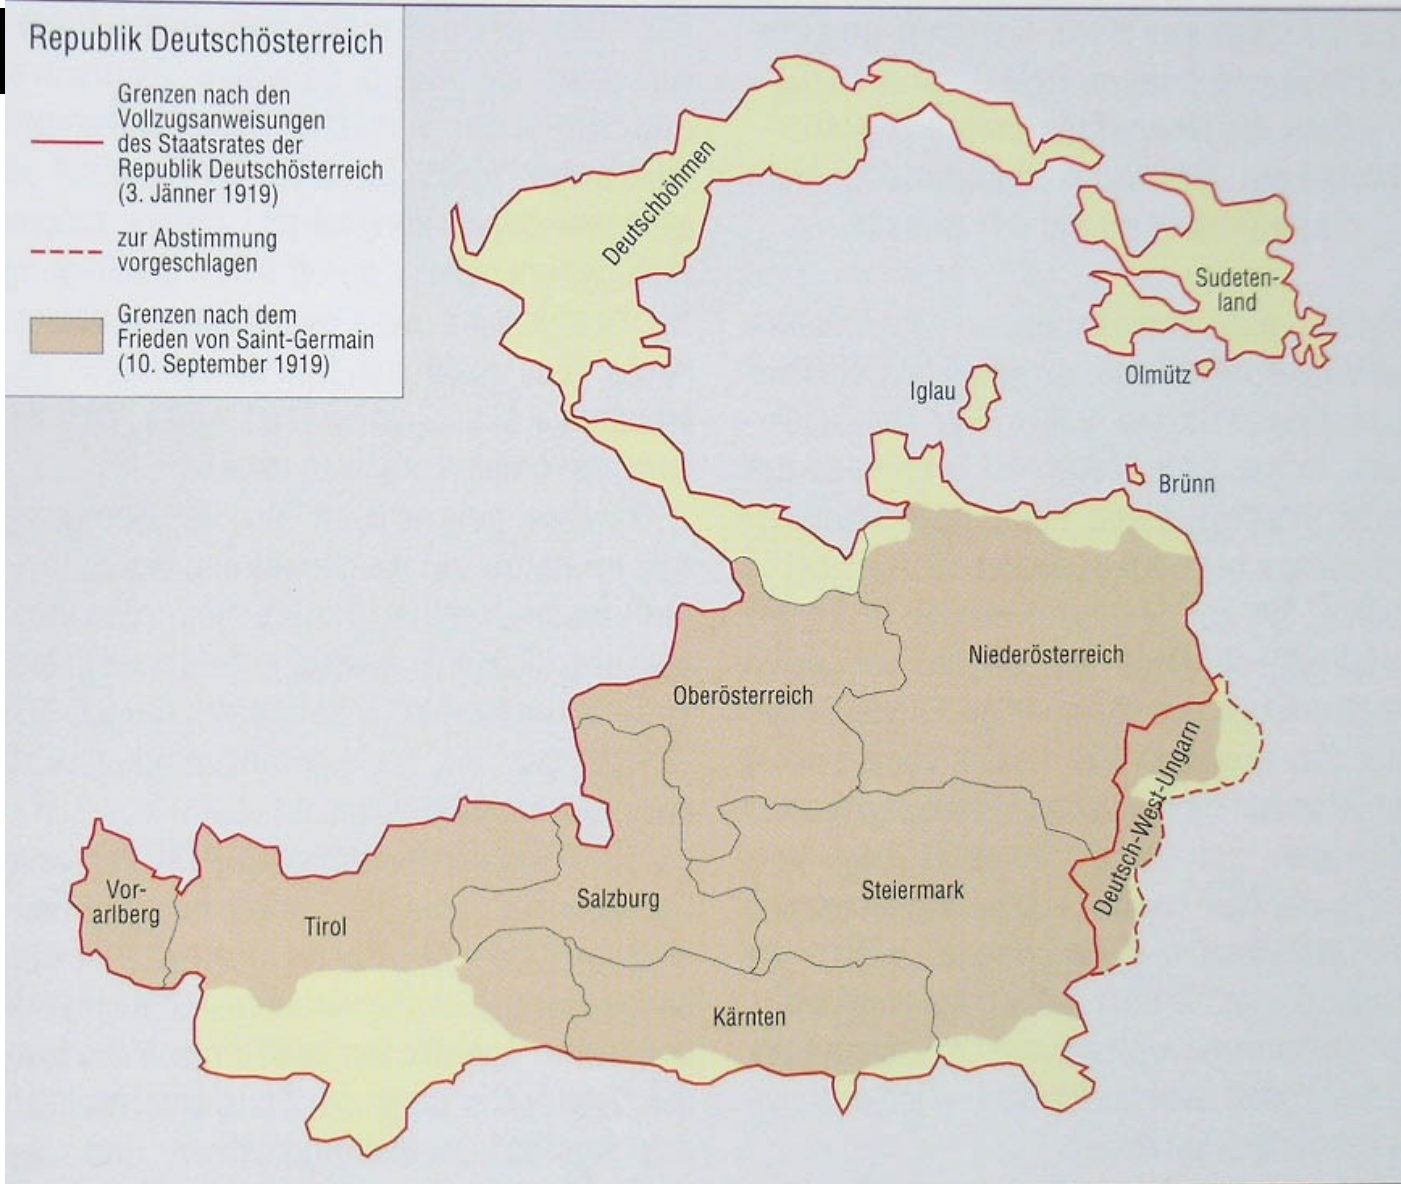 Republik Deutschösterreich
Grenzen nach den
Vollzugsanweisungen
des Staatsrates der
Republik Deutschösterreich
(3. Jänner 1919)
zur Abstimmung
vorgeschlagen
Grenzen nach dem
Frieden von Saint-Germain
(10. September 1919)
Deutschböhmen
Sudeten-
land
Olmütz
Iglau
Brünn
Niederösterreich
Oberösterreich
Deutsch-West-Ungarn
Vor-
arlberg
Tirol
Salzburg
Steiermark
Kärnten